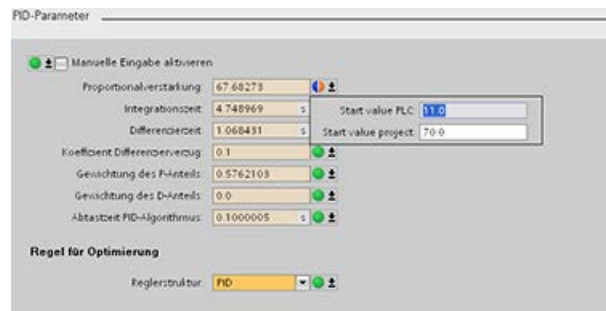 PID-Parameter
Manuelle Eingabe aktivieren
Proportionalverstärkung: 67.68273
Integrationszeit: 4.748969 s
Start value PLC: 11.0
Differenzierzeit: 1.068431 s
Start value project: 70.0
Koeffizient Differenzierverzug: 0.1
Gewichtung des P-Anteils: 0.5762103
Gewichtung des D-Anteils: 0.0
Abtastzeit PID-Algorithmus: 0.1000005 s
Regel für Optimierung
Reglerstruktur: PID